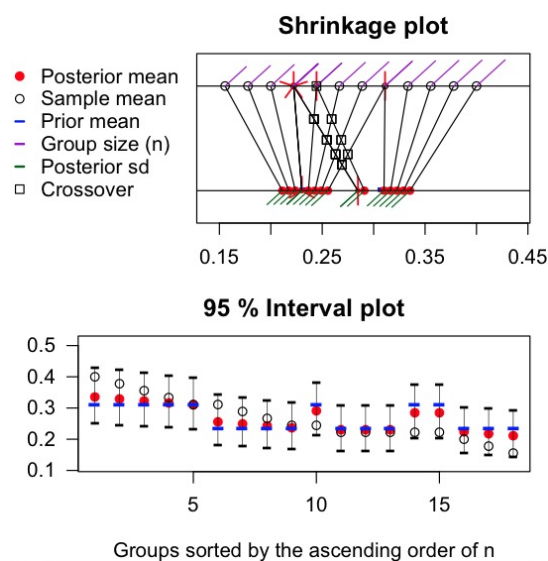 Shrinkage plot
Posterior mean
Sample mean
Prior mean
Group size (n)
Posterior sd
Crossover
0.15 0.25 0.35 0.45
95 % Interval plot
0.5
0.4
0.3
0.2
0.1
5 10 15
Groups sorted by the ascending order of n